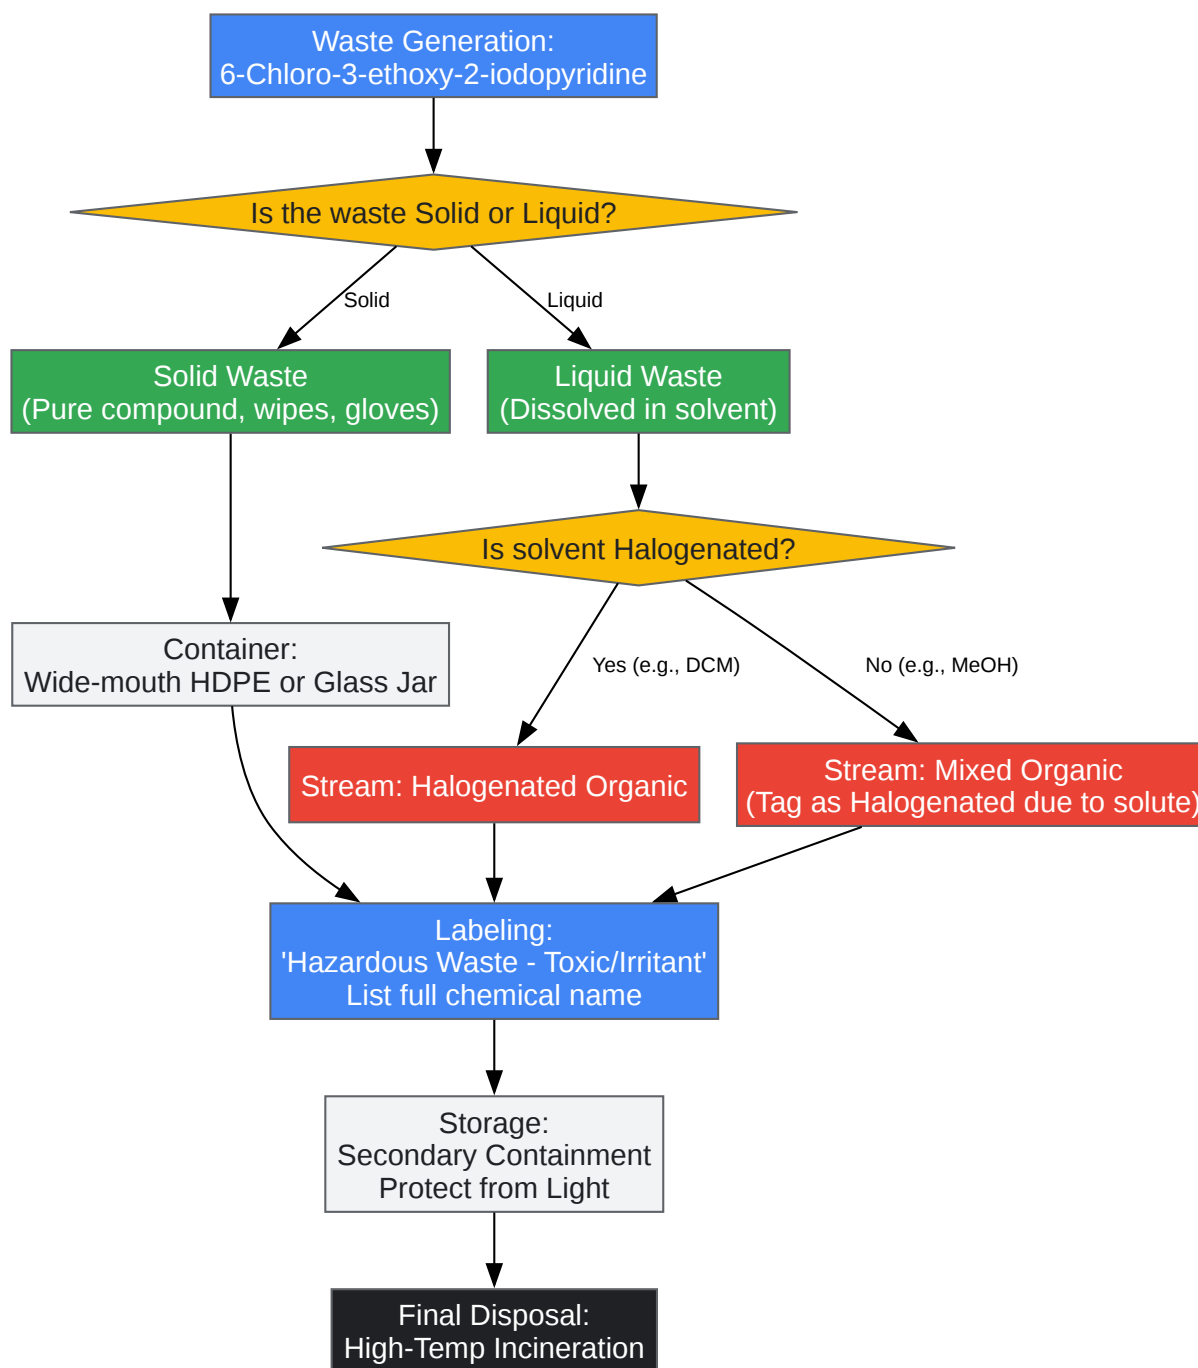 Waste Generation:
6-Chloro-3-ethoxy-2-iodopyridine
Is the waste Solid or Liquid?
Solid
Liquid
Solid Waste
(Pure compound, wipes, gloves)
Liquid Waste
(Dissolved in solvent)
Is solvent Halogenated?
Container:
Wide-mouth HDPE or Glass Jar
Yes (e.g., DCM)
No (e.g., MeOH)
Stream: Halogenated Organic
Stream: Mixed Organic
(Tag as Halogenated due to solute)
Labeling:
'Hazardous Waste - Toxic/Irritant'
List full chemical name
Storage:
Secondary Containment
Protect from Light
Final Disposal:
High-Temp Incineration